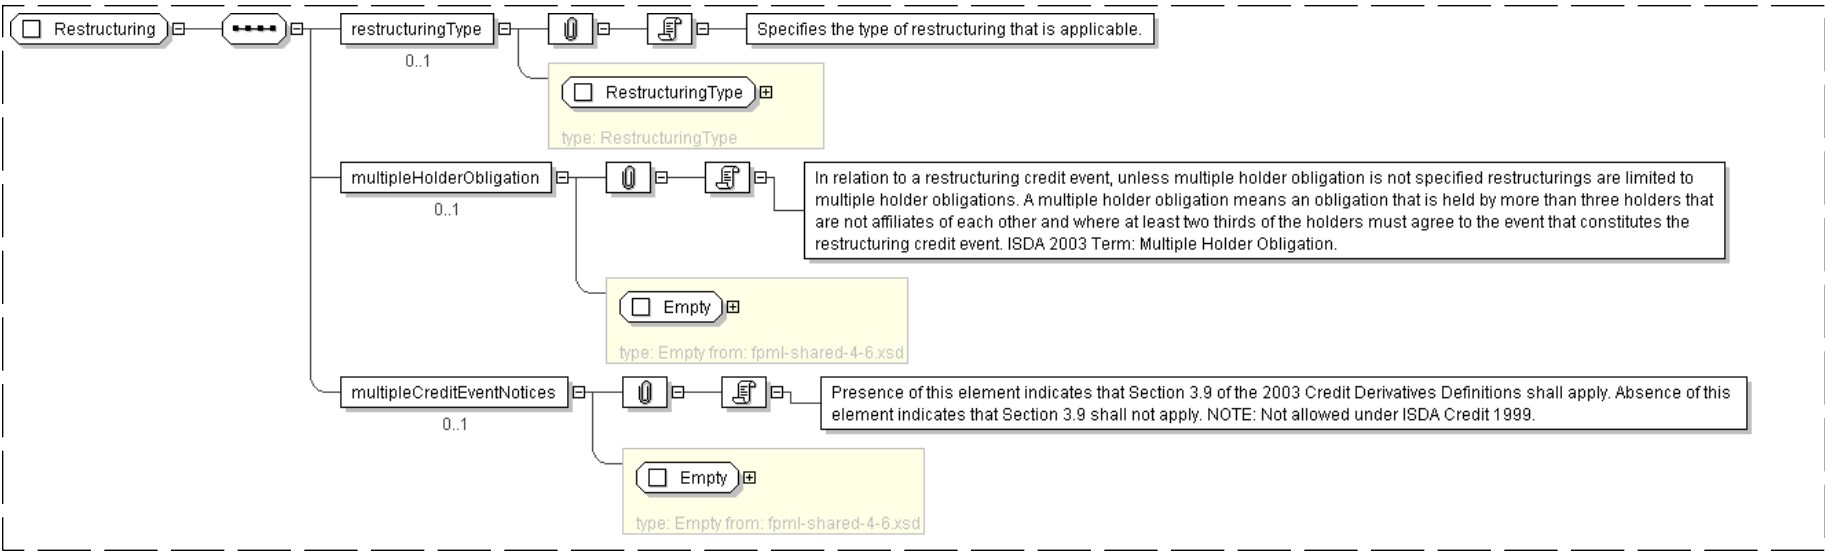 Restructuring
restructuringType
0..1
Specifies the type of restructuring that is applicable.
RestructuringType
type: RestructuringType
multipleHolderObligation
0..1
In relation to a restructuring credit event, unless multiple holder obligation is not specified restructurings are limited to
multiple holder obligations. A multiple holder obligation means an obligation that is held by more than three holders that
are not affiliates of each other and where at least two thirds of the holders must agree to the event that constitutes the
restructuring credit event. ISDA 2003 Term: Multiple Holder Obligation.
Empty
type: Empty from: fpml-shared-4-6.xsd
multipleCreditEventNotices
0..1
Presence of this element indicates that Section 3.9 of the 2003 Credit Derivatives Definitions shall apply. Absence of this
element indicates that Section 3.9 shall not apply. NOTE: Not allowed under ISDA Credit 1999.
Empty
type: Empty from: fpml-shared-4-6.xsd